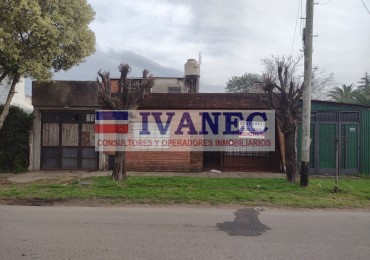 IVANEC
CONSULTORES Y OPERADORES INMOBILIARIOS